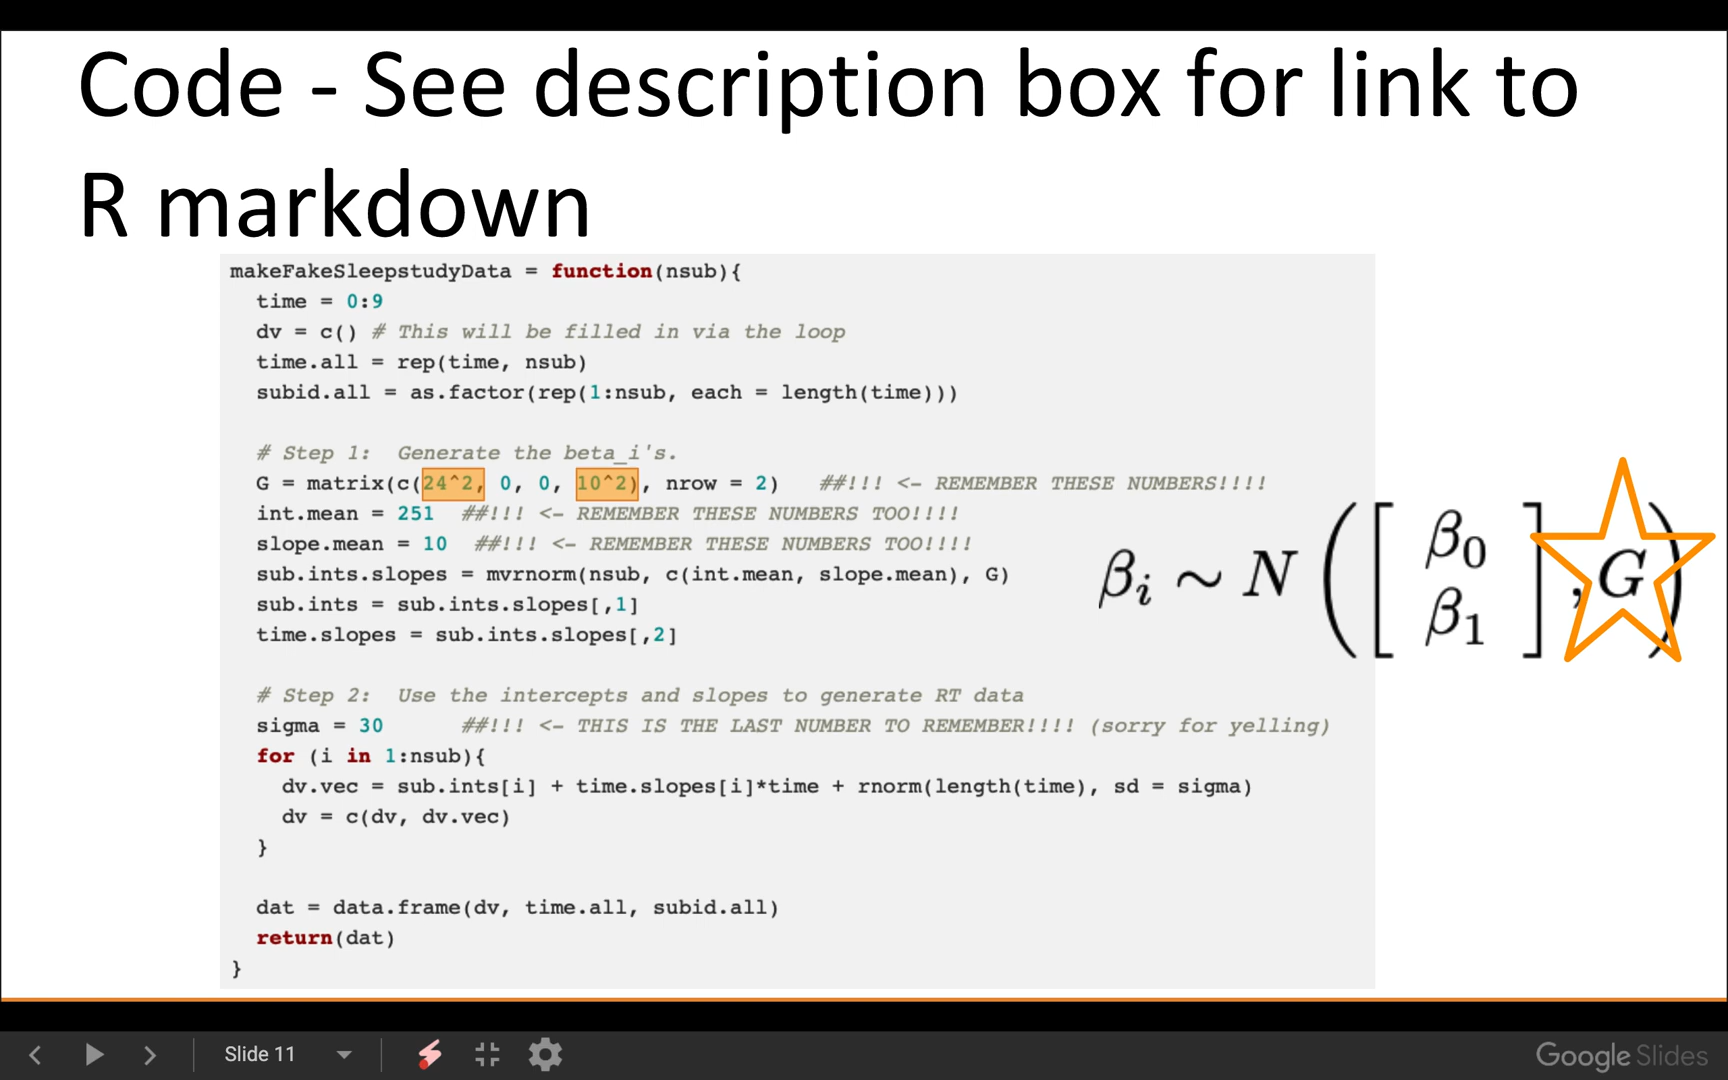 Code - See description box for link to
R markdown
makeFakeSleepstudyData = function(nsub){
time = 0:9
dv = c() # This will be filled in via the loop
time.all = rep(time, nsub)
subid.all = as.factor(rep(1:nsub, each = length(time)))
# Step 1:  Generate the beta_i's.
G = matrix(c(24^2, 0, 0, 10^2), nrow = 2)   ##!!! <- REMEMBER THESE NUMBERS!!!!
int.mean = 251  ##!!! <- REMEMBER THESE NUMBERS TOO!!!!
slope.mean = 10  ##!!! <- REMEMBER THESE NUMBERS TOO!!!!
sub.ints.slopes = mvrnorm(nsub, c(int.mean, slope.mean), G)
sub.ints = sub.ints.slopes[,1]
time.slopes = sub.ints.slopes[,2]
βi ~ N ( [ β0 β1 ] , G )
# Step 2:  Use the intercepts and slopes to generate RT data
sigma = 30      ##!!! <- THIS IS THE LAST NUMBER TO REMEMBER!!!! (sorry for yelling)
for (i in 1:nsub){
dv.vec = sub.ints[i] + time.slopes[i]*time + rnorm(length(time), sd = sigma)
dv = c(dv, dv.vec)
}
dat = data.frame(dv, time.all, subid.all)
return(dat)
}
Slide 11
Google Slides